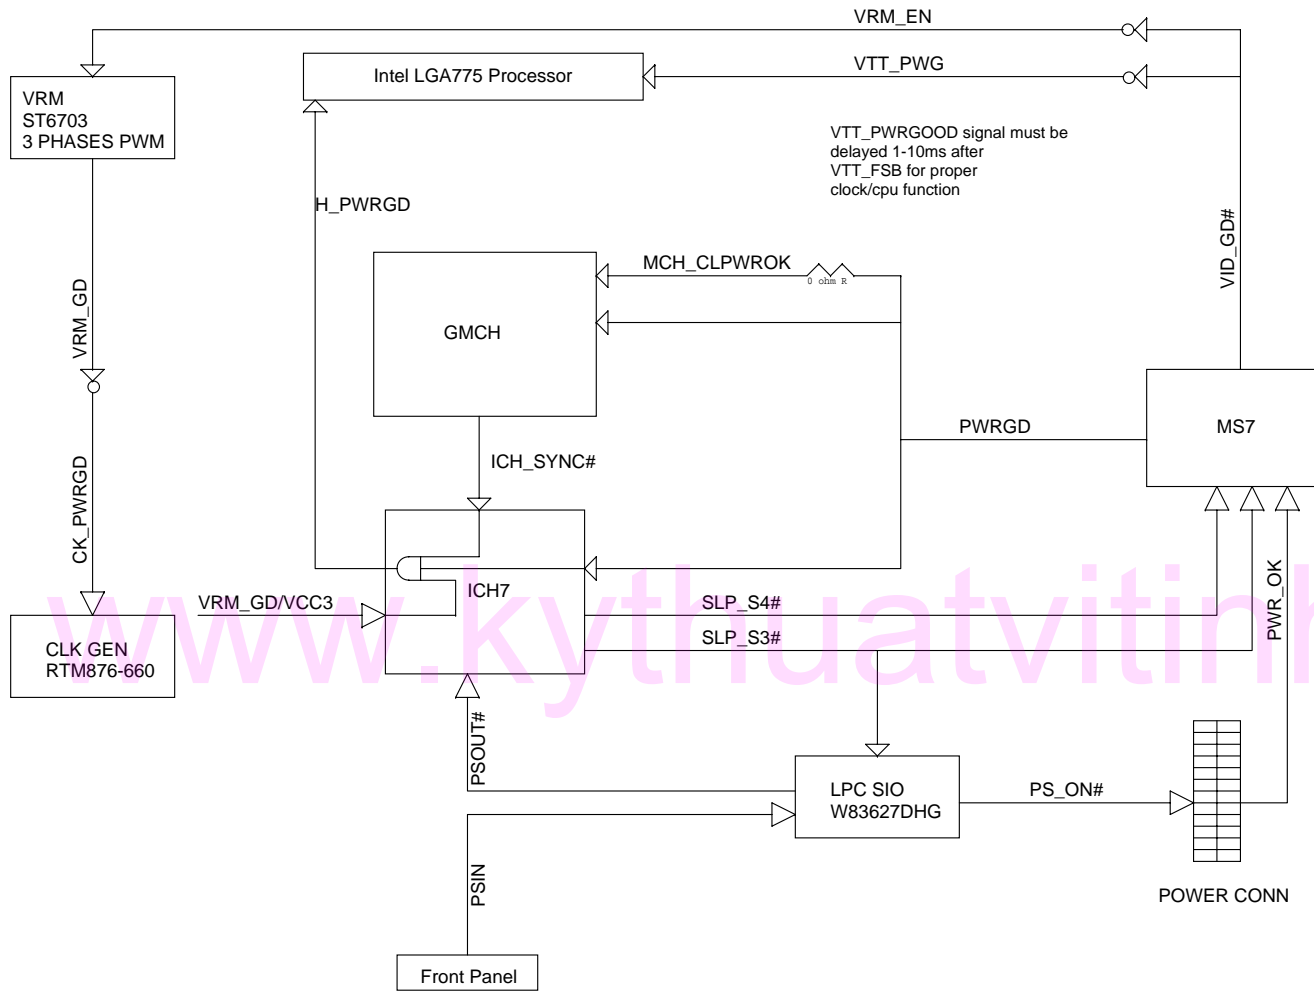 VRM_EN
Intel LGA775 Processor
VTT_PWG
VRM
ST6703
3 PHASES PWM
VTT_PWRGOOD signal must be
delayed 1-10ms after
VTT_FSB for proper
clock/cpu function
H_PWRGD
VID_GD#
MCH_CLPWROK
0 ohm R
VRM_GD
GMCH
PWRGD
MS7
ICH_SYNC#
CK_PWRGD
ICH7
VRM_GD/VCC3
SLP_S4#
SLP_S3#
PWR_OK
www.kythuatvitinh
CLK GEN
RTM876-660
PSOUT#
LPC SIO
W83627DHG
PS_ON#
PSIN
POWER CONN
Front Panel